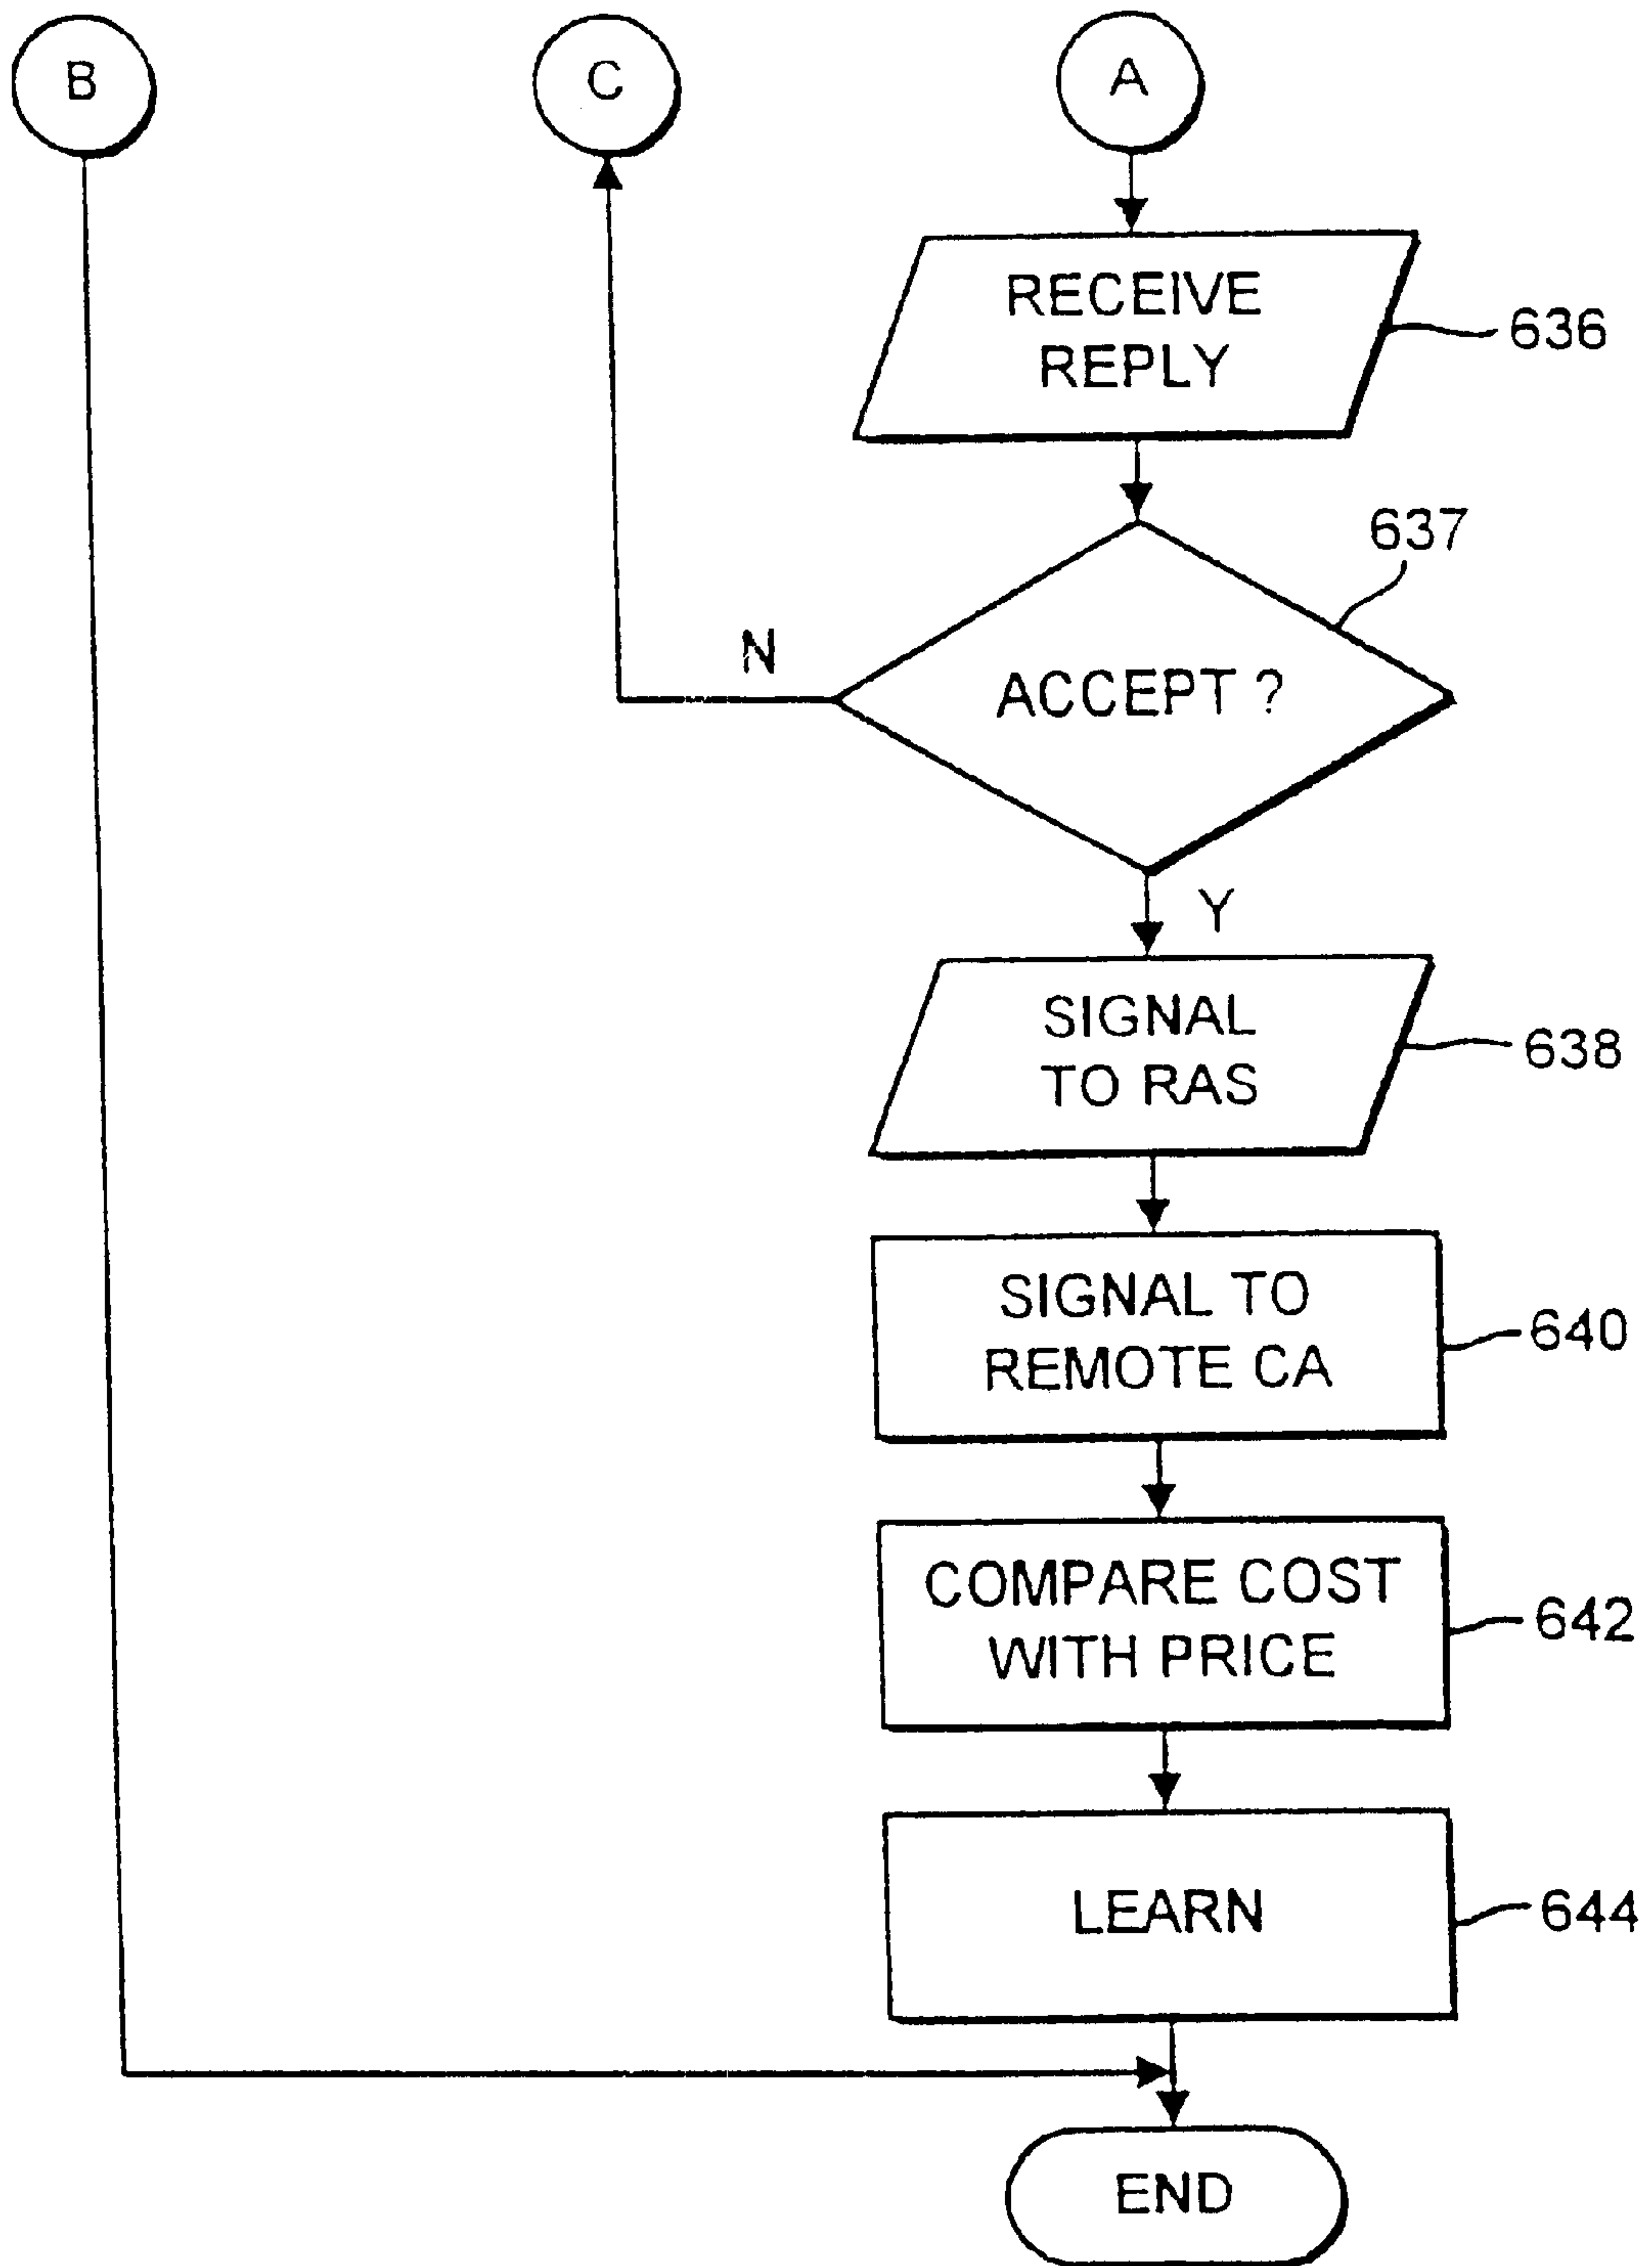 B
C
A
RECEIVE
REPLY
636
637
N
ACCEPT ?
Y
SIGNAL
TO RAS
638
SIGNAL TO
REMOTE CA
640
COMPARE COST
WITH PRICE
642
LEARN
644
END